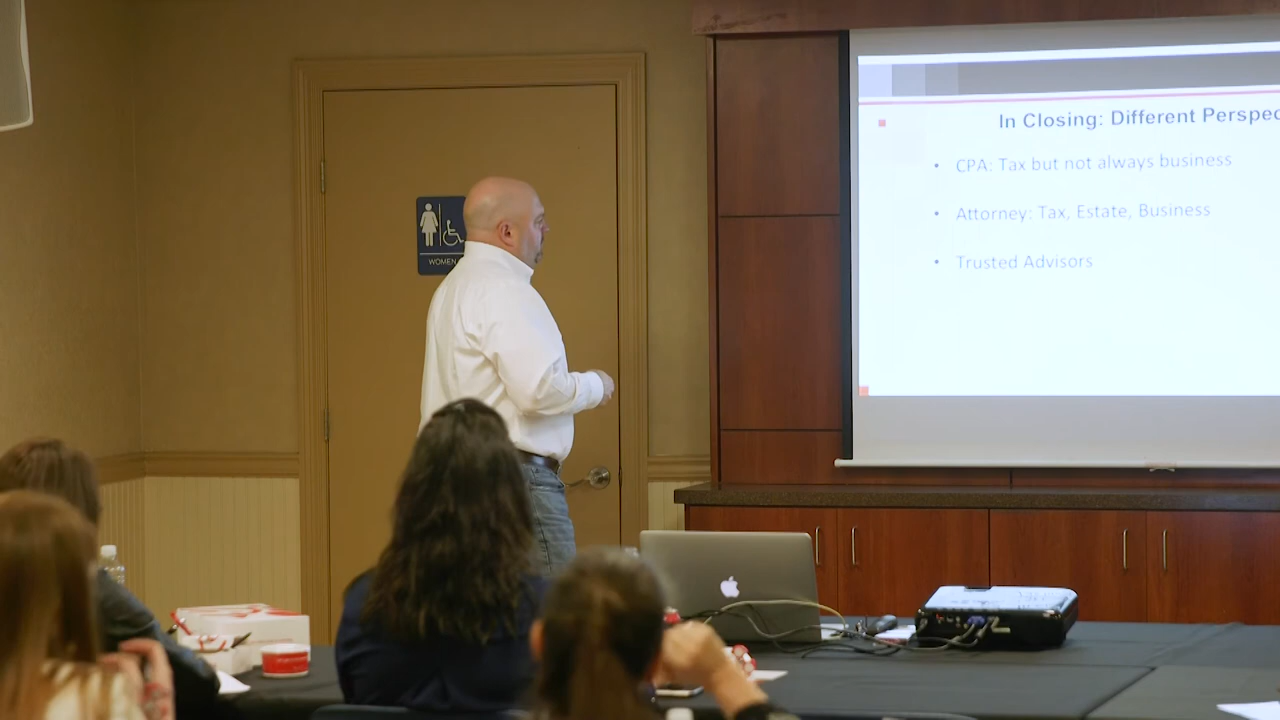 In Closing: Different Perspec
• CPA: Tax but not always business
• Attorney: Tax, Estate, Business
• Trusted Advisors
WOMEN